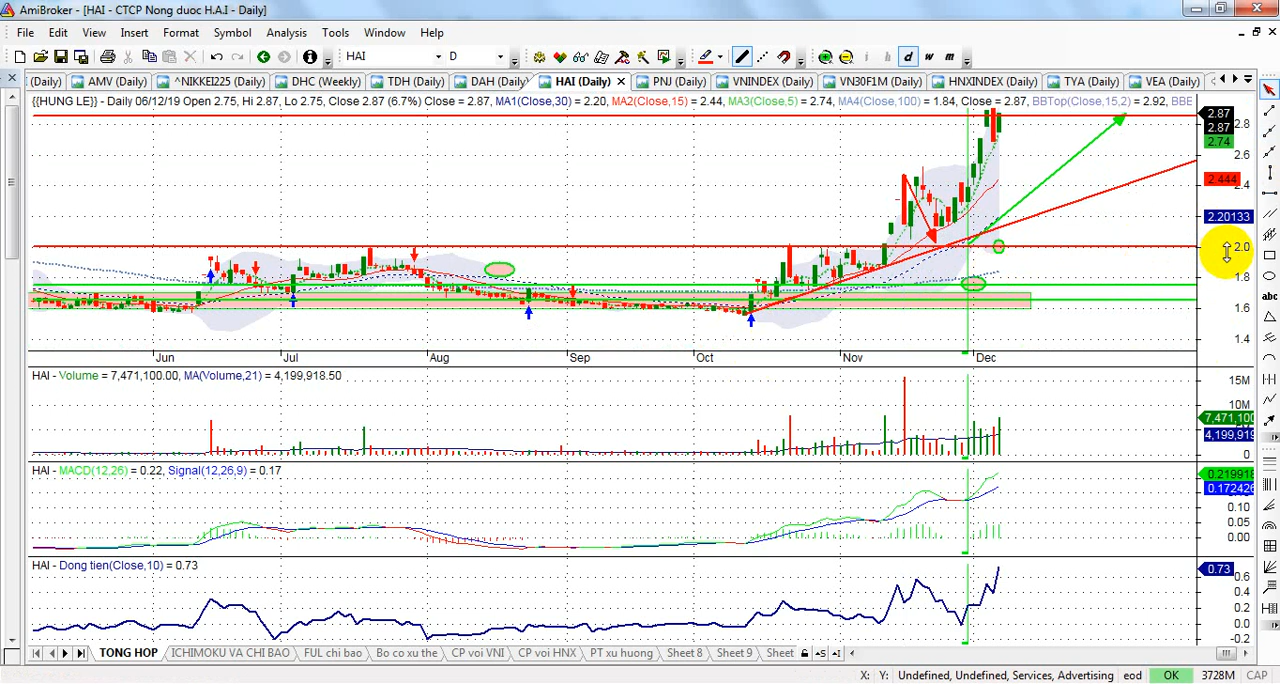 AmiBroker - [HAI - CTCP Nong duoc H.A.I - Daily]
File Edit View Insert Format Symbol Analysis Tools Window Help
HAI D d w m
(Daily) AMV (Daily) ^NIKKEI225 (Daily) DHC (Weekly) TDH (Daily) DAH (Daily) HAI (Daily) PNJ (Daily) VNINDEX (Daily) VN30F1M (Daily) HNXINDEX (Daily) TYA (Daily) VEA (Daily)
{{HUNG LE}} - Daily 06/12/19 Open 2.75, Hi 2.87, Lo 2.75, Close 2.87 (6.7%) Close = 2.87, MA1(Close,30) = 2.20, MA2(Close,15) = 2.44, MA3(Close,5) = 2.74, MA4(Close,100) = 1.84, Close = 2.87, BBTop(Close,15,2) = 2.92, BBE
2.87
2.8
2.87
2.74
2.6
2.4
2.444
2.20133
2.0
abc
1.8
1.6
1.4
Jun Jul Aug Sep Oct Nov Dec
HAI - Volume = 7,471,100.00, MA(Volume,21) = 4,199,918.50
15M
10M
7,471,100
4,199,919
0
HAI - MACD(12,26) = 0.22, Signal(12,26,9) = 0.17
0.219918
0.172426
0.10
0.05
0.00
HAI - Dong tien(Close,10) = 0.73
0.73
0.6
0.4
0.2
0.0
-0.2
TONG HOP ICHIMOKU VA CHI BAO FUL chi bao Bo co xu the CP voi VNI CP voi HNX PT xu huong Sheet 8 Sheet 9 Sheet
X: Y: Undefined, Undefined, Services, Advertising eod OK 3728M CAP